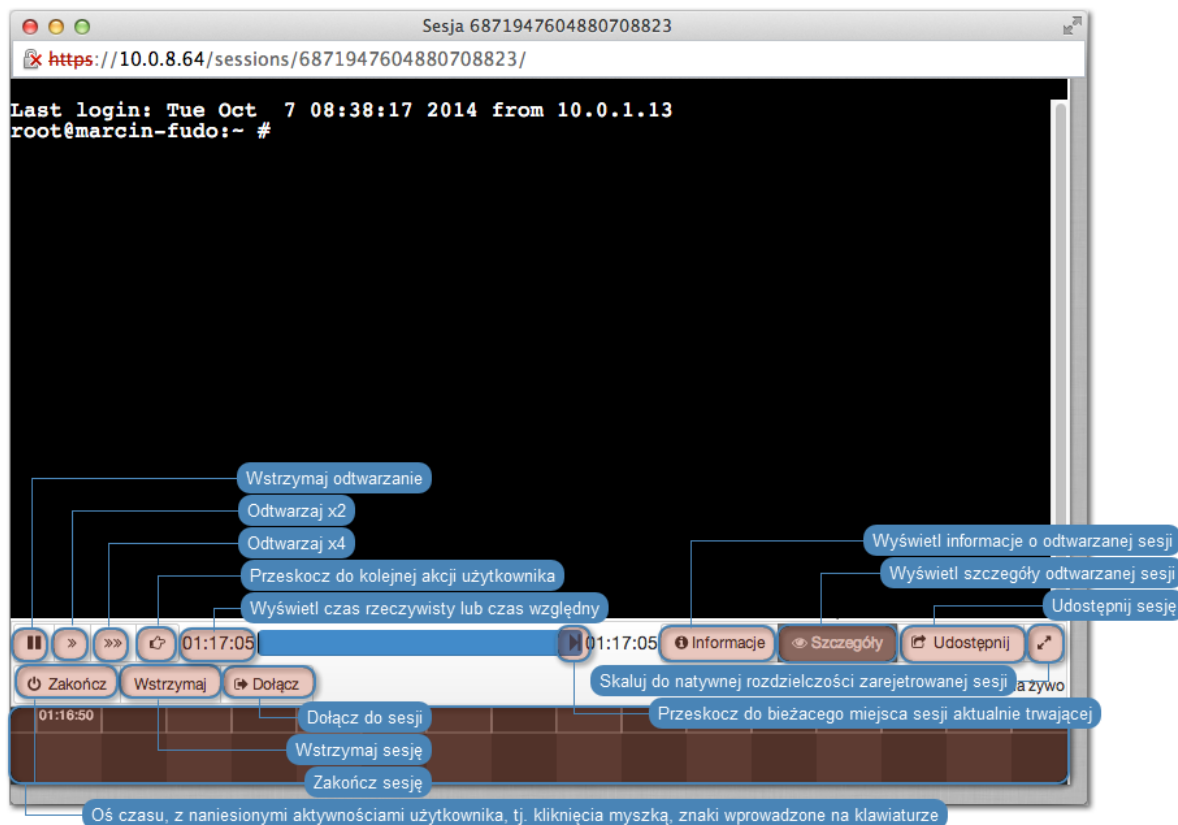 Sesja 6871947604880708823
https://10.0.8.64/sessions/6871947604880708823/
Last login: Tue Oct  7 08:38:17 2014 from 10.0.1.13
root@marcin-fudo:~ #
Wstrzymaj odtwarzanie
Odtwarzaj x2
Odtwarzaj x4
Wyświetl informacje o odtwarzanej sesji
Przeskocz do kolejnej akcji użytkownika
Wyświetl szczegóły odtwarzanej sesji
Wyświetl czas rzeczywisty lub czas względny
Udostępnij sesję
01:17:05 01:17:05 Informacje Szczegóły Udostępnij
Zakończ Wstrzymaj Dołącz
Skaluj do natywnej rozdzielczości zarejetrowanej sesji
żywo
01:16:50
Dołącz do sesji
Przeskocz do bieżacego miejsca sesji aktualnie trwającej
Wstrzymaj sesję
Zakończ sesję
Oś czasu, z naniesionymi aktywnościami użytkownika, tj. kliknięcia myszką, znaki wprowadzone na klawiaturze